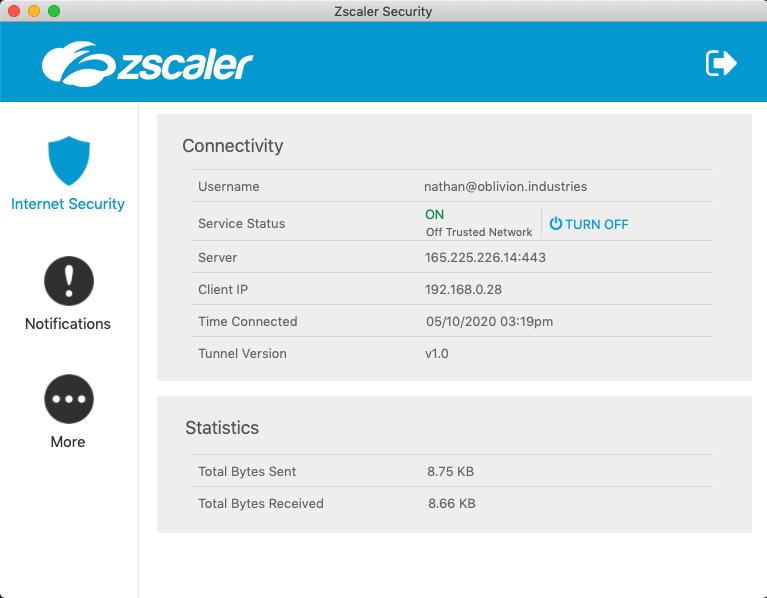 Zscaler Security
zscaler
Internet Security
Notifications
More
Connectivity
Username nathan@oblivion.industries
Service Status ON Off Trusted Network TURN OFF
Server 165.225.226.14:443
Client IP 192.168.0.28
Time Connected 05/10/2020 03:19pm
Tunnel Version v1.0
Statistics
Total Bytes Sent 8.75 KB
Total Bytes Received 8.66 KB